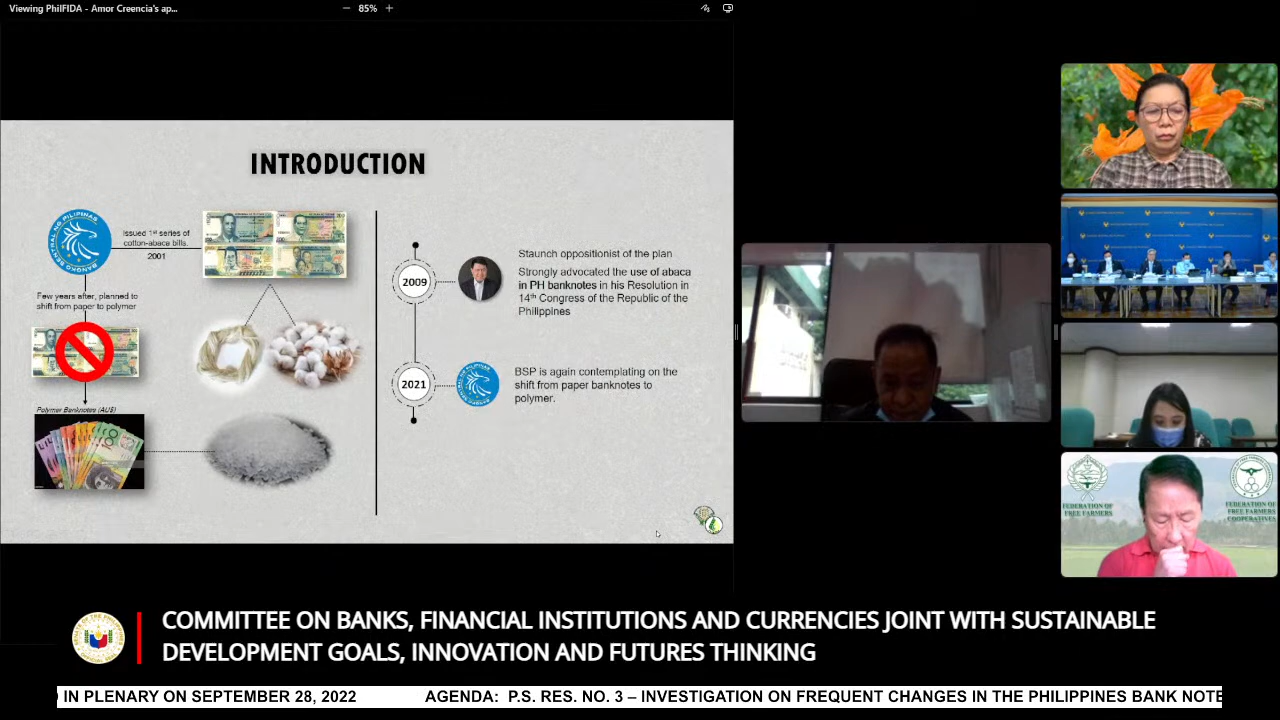 Viewing PhilFIDA - Amor Creencia's ap...
85%
INTRODUCTION
BANGKO SENTRAL NG PILIPINAS
Issued 1st series of
cotton-abaca bills.
2001
Few years after, planned to
shift from paper to polymer
Polymer Banknotes (AU$)
2009
Staunch oppositionist of the plan
Strongly advocated the use of abaca
in PH banknotes in his Resolution in
14th Congress of the Republic of the
Philippines
2021
BSP is again contemplating on the
shift from paper banknotes to
polymer.
FEDERATION OF
FREE FARMERS
FEDERATION OF
FREE FARMERS
COOPERATIVES
COMMITTEE ON BANKS, FINANCIAL INSTITUTIONS AND CURRENCIES JOINT WITH SUSTAINABLE
DEVELOPMENT GOALS, INNOVATION AND FUTURES THINKING
IN PLENARY ON SEPTEMBER 28, 2022 AGENDA: P.S. RES. NO. 3 – INVESTIGATION ON FREQUENT CHANGES IN THE PHILIPPINES BANK NOTE